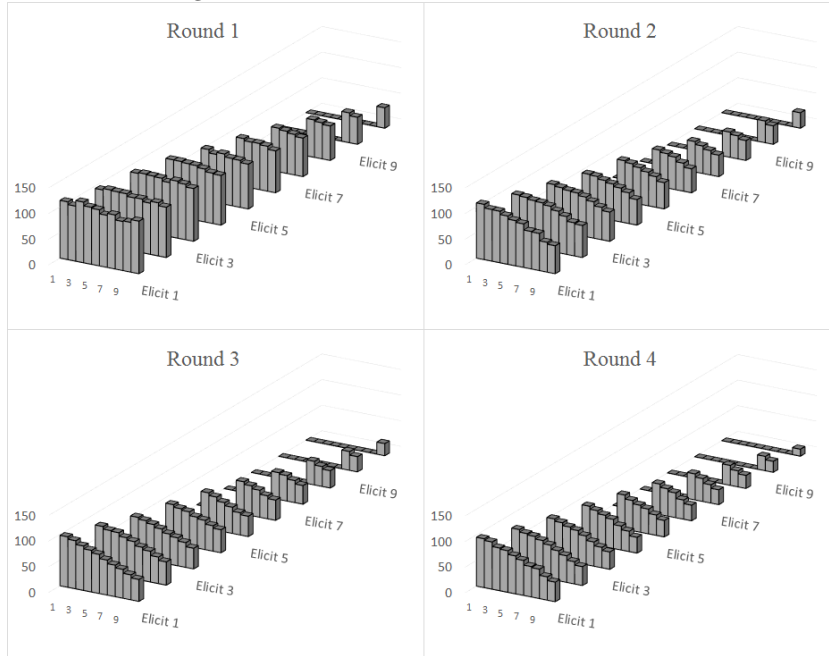 Round 1
150
100
50
0
1 3 5 7 9
Elicit 1
Elicit 3
Elicit 5
Elicit 7
Elicit 9
Round 2
150
100
50
0
1 3 5 7 9
Elicit 1
Elicit 3
Elicit 5
Elicit 7
Elicit 9
Round 3
150
100
50
0
1 3 5 7 9
Elicit 1
Elicit 3
Elicit 5
Elicit 7
Elicit 9
Round 4
150
100
50
0
1 3 5 7 9
Elicit 1
Elicit 3
Elicit 5
Elicit 7
Elicit 9